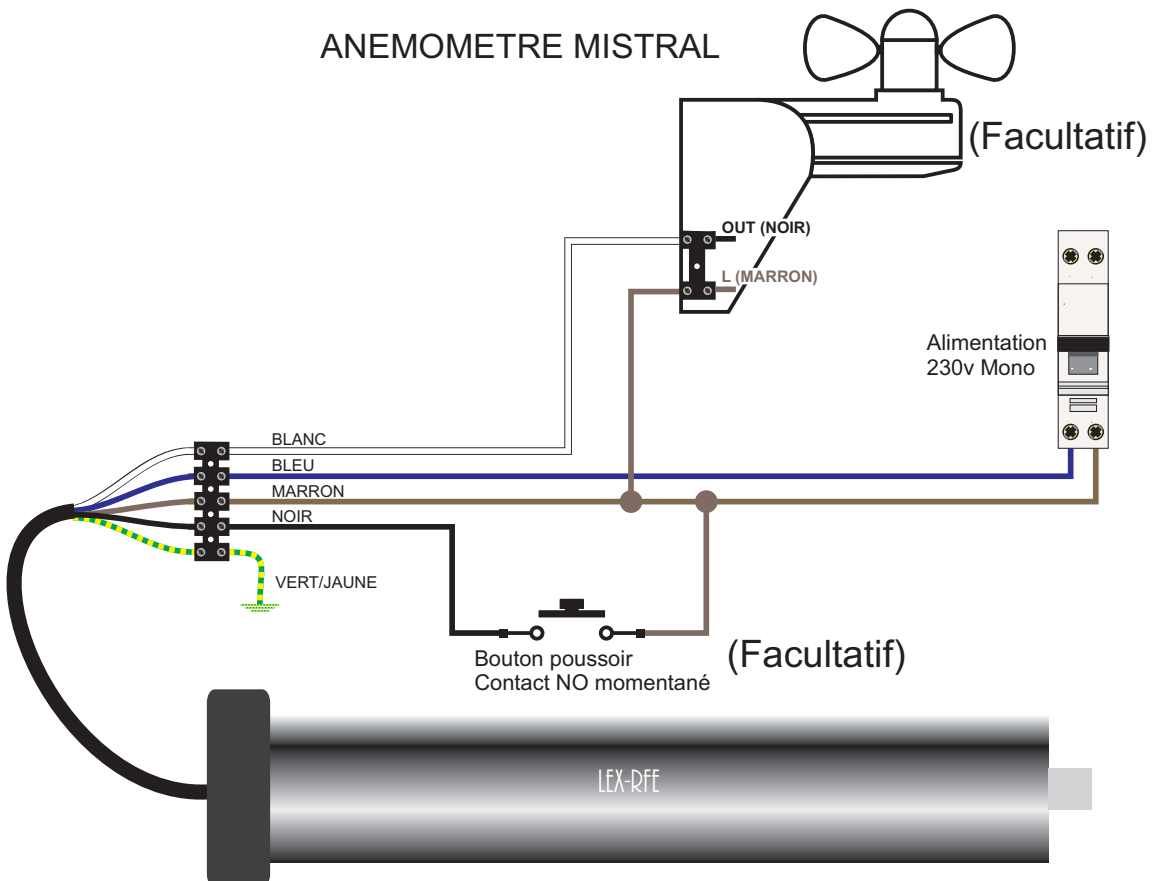 ANEMOMETRE MISTRAL
(Facultatif)
OUT (NOIR)
L (MARRON)
Alimentation
230v Mono
BLANC
BLEU
MARRON
NOIR
VERT/JAUNE
Bouton poussoir
Contact NO momentané
(Facultatif)
LEX-RFE